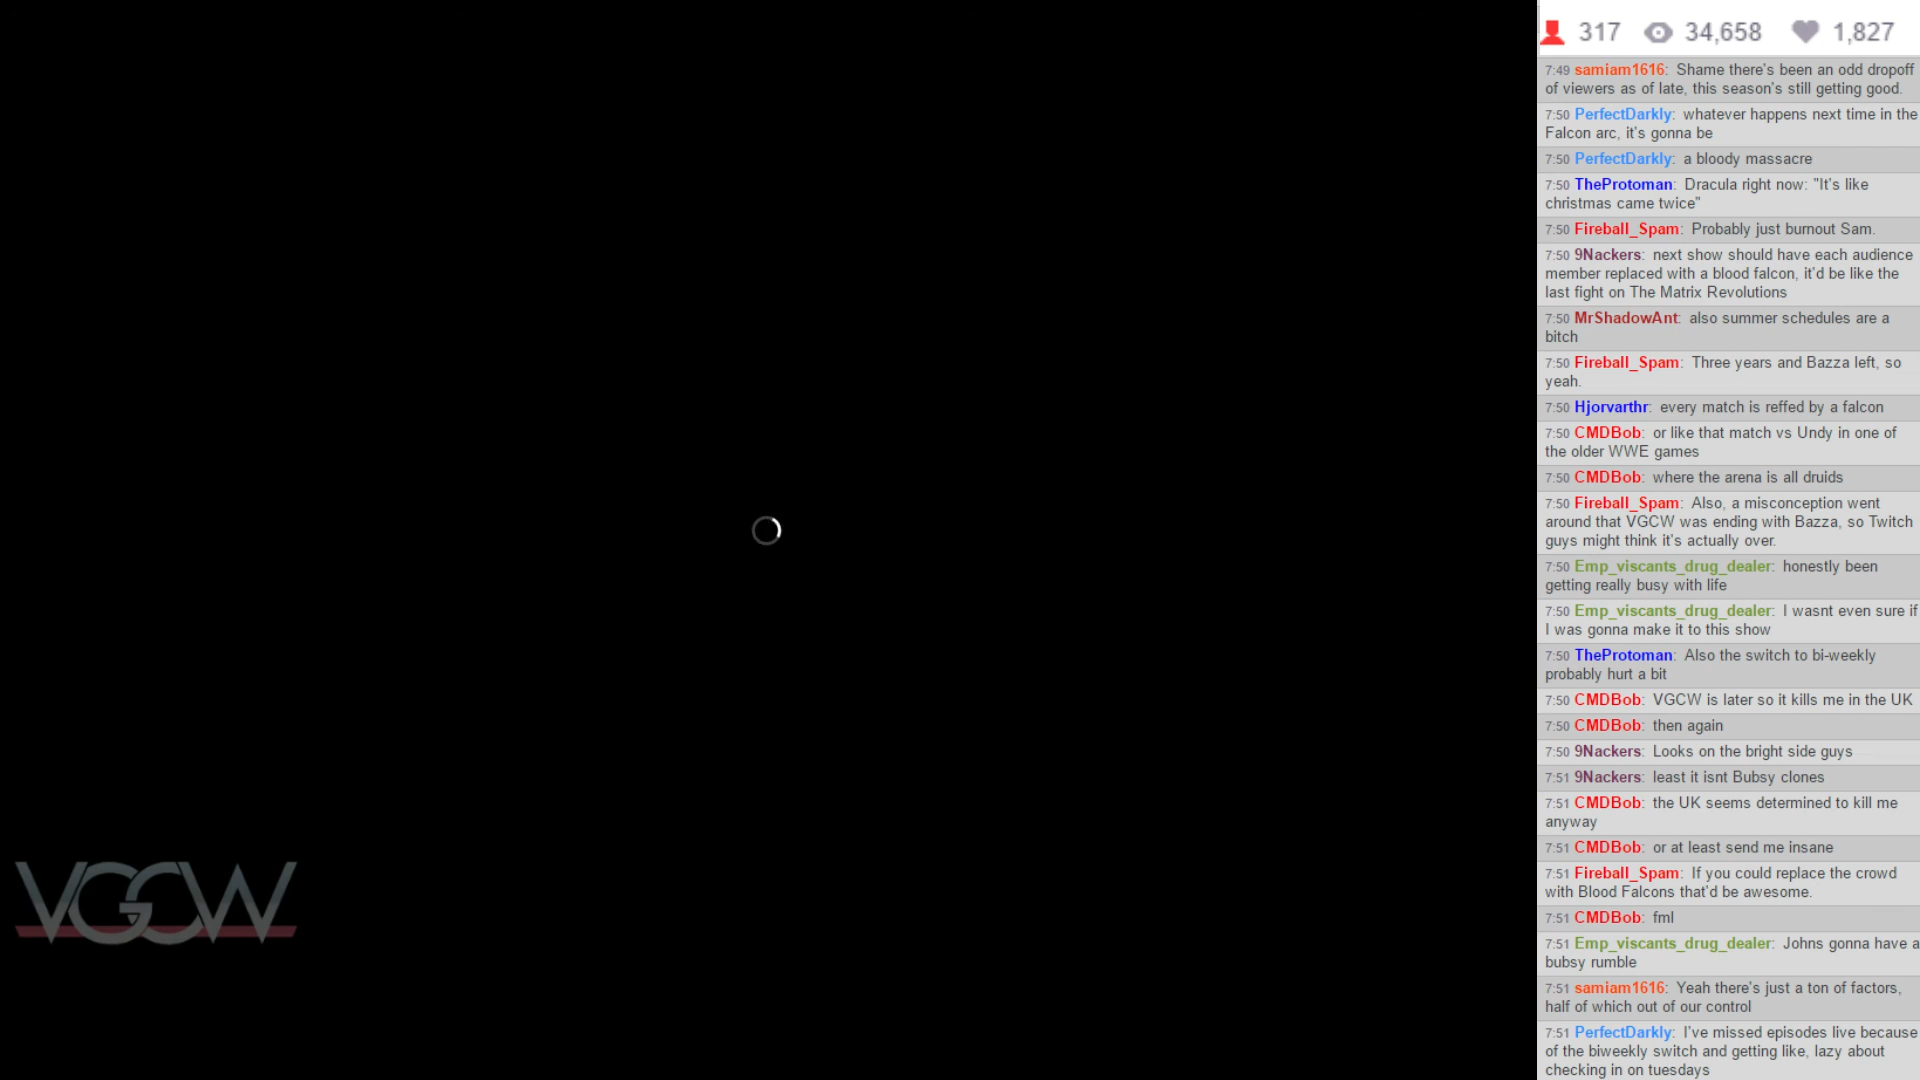 317 34,658 1,827
7:49 samiam1616: Shame there's been an odd dropoff
of viewers as of late, this season's still getting good.
7:50 PerfectDarkly: whatever happens next time in the
Falcon arc, it's gonna be
7:50 PerfectDarkly: a bloody massacre
7:50 TheProtoman: Dracula right now: "It's like
christmas came twice"
7:50 Fireball_Spam: Probably just burnout Sam.
7:50 9Nackers: next show should have each audience
member replaced with a blood falcon, it'd be like the
last fight on The Matrix Revolutions
7:50 MrShadowAnt: also summer schedules are a
bitch
7:50 Fireball_Spam: Three years and Bazza left, so
yeah.
7:50 Hjorvarthr: every match is reffed by a falcon
7:50 CMDBob: or like that match vs Undy in one of
the older WWE games
7:50 CMDBob: where the arena is all druids
7:50 Fireball_Spam: Also, a misconception went
around that VGCW was ending with Bazza, so Twitch
guys might think it's actually over.
7:50 Emp_viscants_drug_dealer: honestly been
getting really busy with life
7:50 Emp_viscants_drug_dealer: I wasnt even sure if
I was gonna make it to this show
7:50 TheProtoman: Also the switch to bi-weekly
probably hurt a bit
7:50 CMDBob: VGCW is later so it kills me in the UK
7:50 CMDBob: then again
7:50 9Nackers: Looks on the bright side guys
7:51 9Nackers: least it isnt Bubsy clones
7:51 CMDBob: the UK seems determined to kill me
anyway
7:51 CMDBob: or at least send me insane
7:51 Fireball_Spam: If you could replace the crowd
with Blood Falcons that'd be awesome.
7:51 CMDBob: fml
7:51 Emp_viscants_drug_dealer: Johns gonna have a
bubsy rumble
7:51 samiam1616: Yeah there's just a ton of factors,
half of which out of our control
7:51 PerfectDarkly: I've missed episodes live because
of the biweekly switch and getting like, lazy about
checking in on tuesdays
VGCW